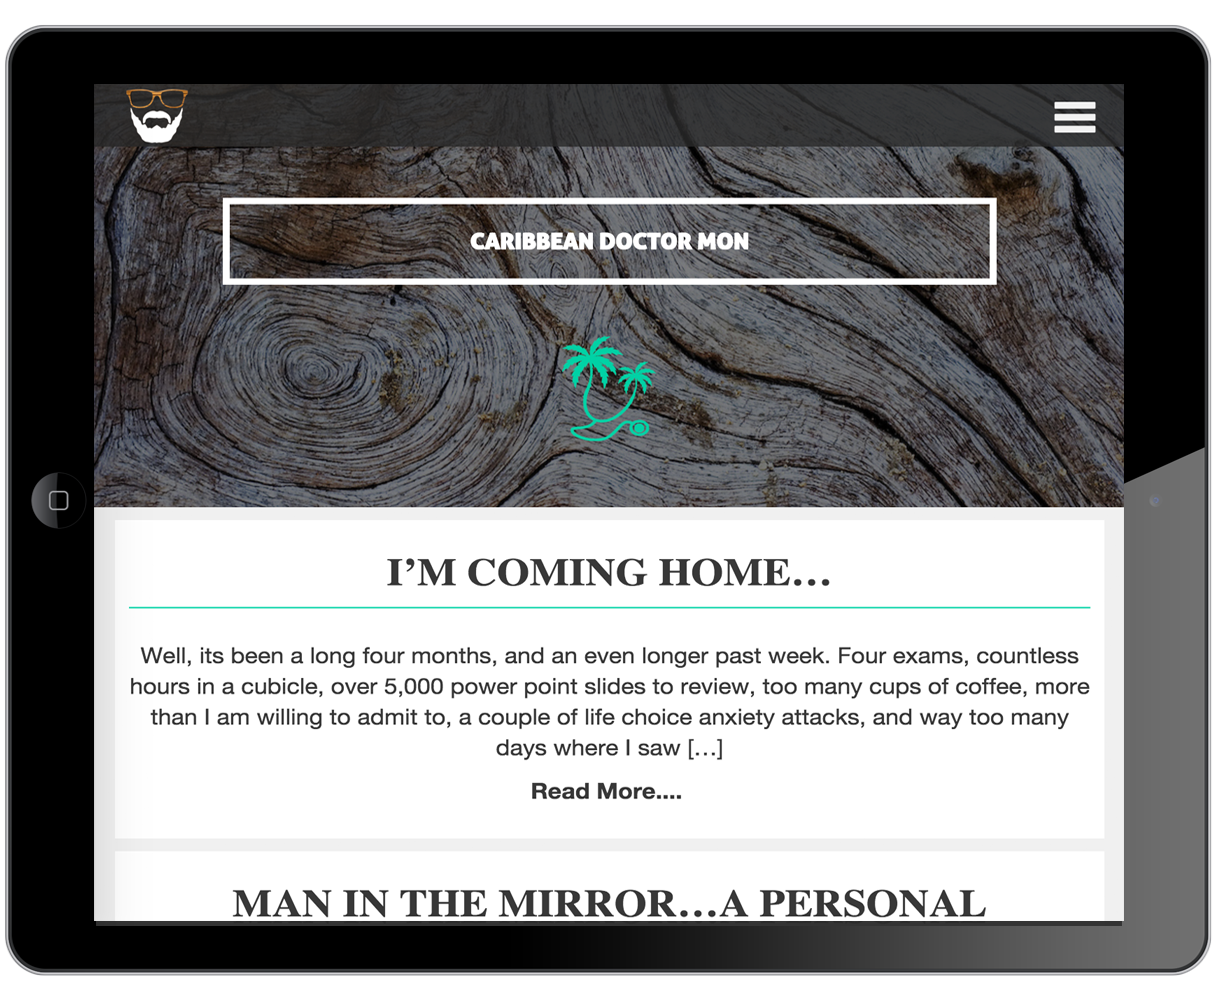 CARIBBEAN DOCTOR MON
I’M COMING HOME…
Well, its been a long four months, and an even longer past week. Four exams, countless
hours in a cubicle, over 5,000 power point slides to review, too many cups of coffee, more
than I am willing to admit to, a couple of life choice anxiety attacks, and way too many
days where I saw […]
Read More....
MAN IN THE MIRROR…A PERSONAL